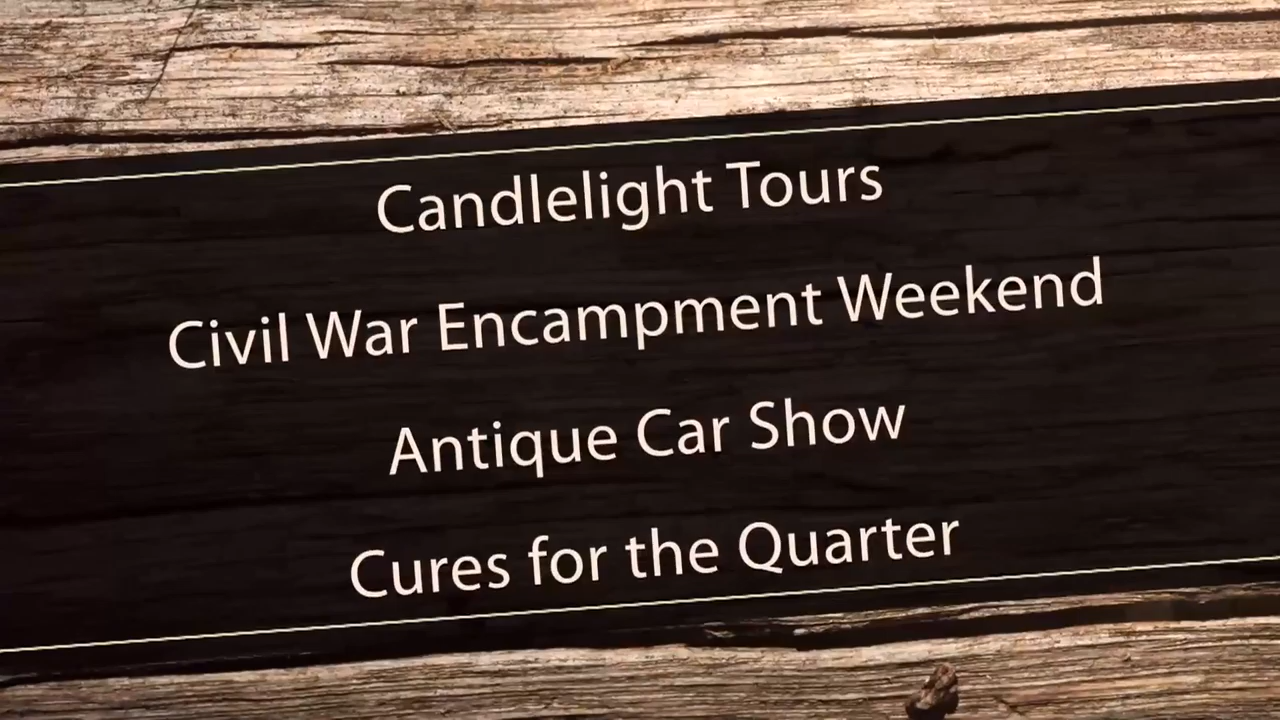 Candlelight Tours
Civil War Encampment Weekend
Antique Car Show
Cures for the Quarter